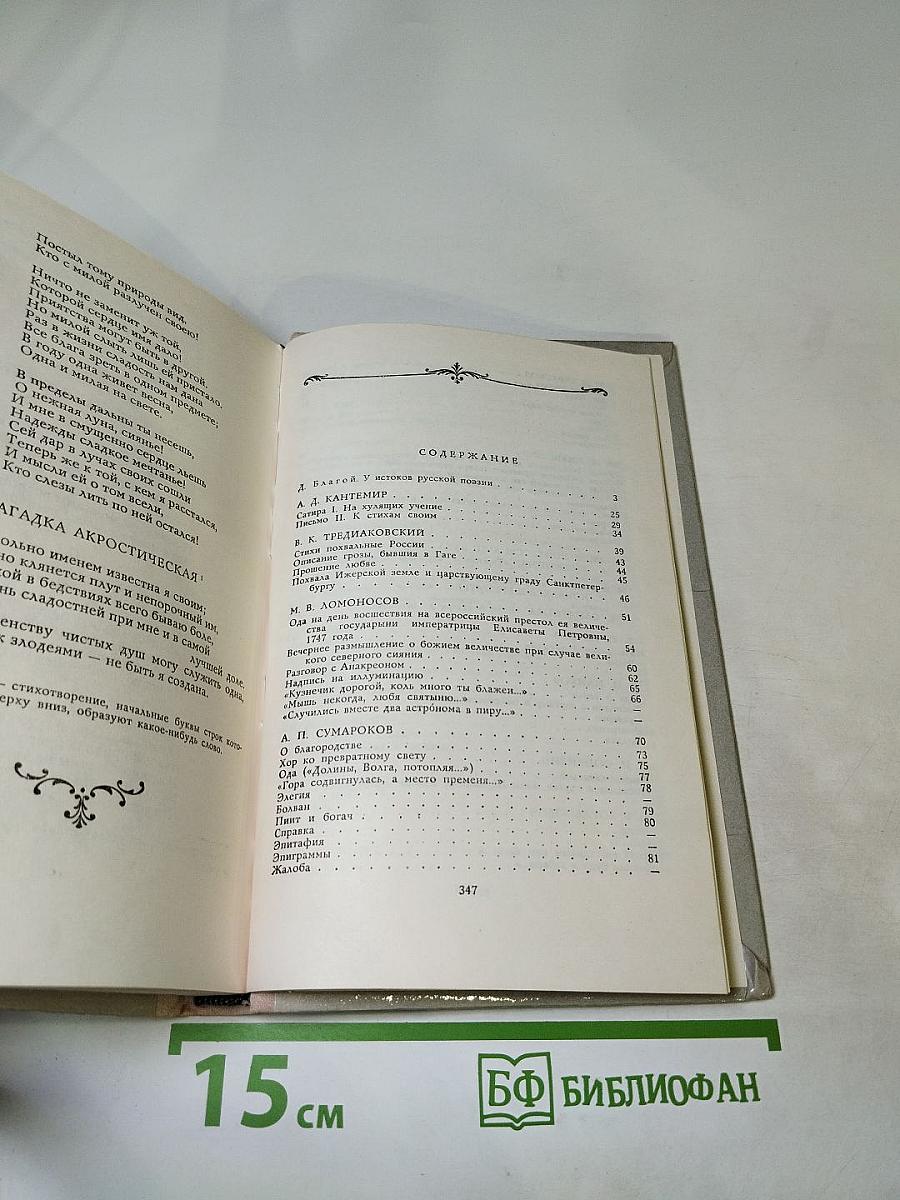 Постыл тому природы вид,
Кто с милой разлучен своею!
Ничто не заменит уж той,
Которой сердце имя дало!
Приятства могут быть в другой.
Но милой слыть лишь ей пристало.
Раз в жизни сладость нам дана
Все блага зреть в одном предмете;
В году одна живет весна,
Одна и милая на свете.
В пределы дальны ты несешь,
О нежная луна, сиянье!
И мне в смущенно сердце льешь
Надежды сладкое мечтанье!
Сей дар в лучах своих сошли
Теперь же к той, с кем я расстался,
И мысли ей о том всели,
Кто слезы лить по ней остался!
АГАДКА АКРОСТИЧЕСКАЯ¹
ольно именем известна я своим;
но клянется плут и непорочный им,
ой в бедствиях всего бываю боле,
нь сладостней при мне и в самой
лучшей доле.
енству чистых душ могу служить одна,
к злодеями — не быть я создана.
— стихотворение, начальные буквы строк кото-
ерху вниз, образуют какое-нибудь слово.
СОДЕРЖАНИЕ
Д. Благой. У истоков русской поэзии . . . . . . 3
А. Д. КАНТЕМИР . . . . . . 25
Сатира I. На хулящих учение . . . . . . 29
Письмо II. К стихам своим . . . . . . 34
В. К. ТРЕДИАКОВСКИЙ . . . . . . 39
Стихи похвальные России . . . . . . 43
Описание грозы, бывшия в Гаге . . . . . . 44
Прошение любве . . . . . . 45
Похвала Ижерской земле и царствующему граду Санктпетер-
бургу . . . . . . 46
М. В. ЛОМОНОСОВ . . . . . . 51
Ода на день восшествия на всероссийский престол ея величе-
ства государыни императрицы Елисаветы Петровны,
1747 года . . . . . . 54
Вечернее размышление о божием величестве при случае вели-
кого северного сияния . . . . . . 60
Разговор с Анакреоном . . . . . . 62
Надпись на иллуминацию . . . . . . 65
«Кузнечик дорогой, коль много ты блажен...» . . . . . . 66
«Мышь некогда, любя святыню...» . . . . . . —
«Случились вместе два астро́нома в пиру...» . . . . . . —
А. П. СУМАРОКОВ . . . . . . 70
О благородстве . . . . . . 73
Хор ко превратному свету . . . . . . 75
Ода («Долины, Волга, потопляя...») . . . . . . 77
«Гора содвигнулась, а место пременя...» . . . . . . 78
Элегия . . . . . . —
Болван . . . . . . 79
Пиит и богач . . . . . . 80
Справка . . . . . . —
Эпитафия . . . . . . —
Эпиграммы . . . . . . 81
Жалоба . . . . . . —
347
15 см
БФ БИБЛИОФАН